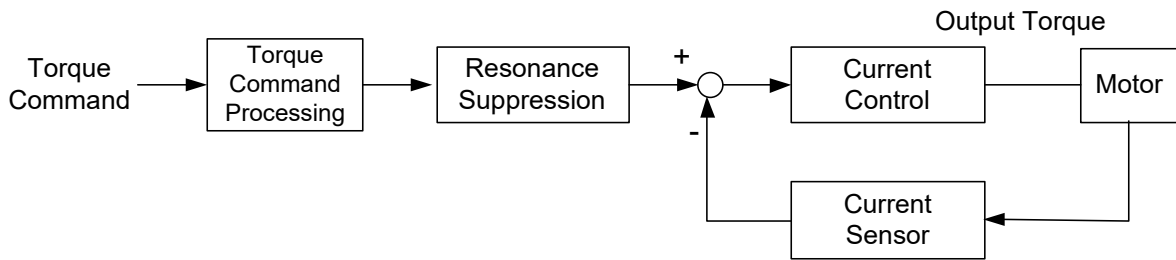 Output Torque
Torque
Command
Torque
Command
Processing
Resonance
Suppression
+
-
Current
Control
Motor
Current
Sensor